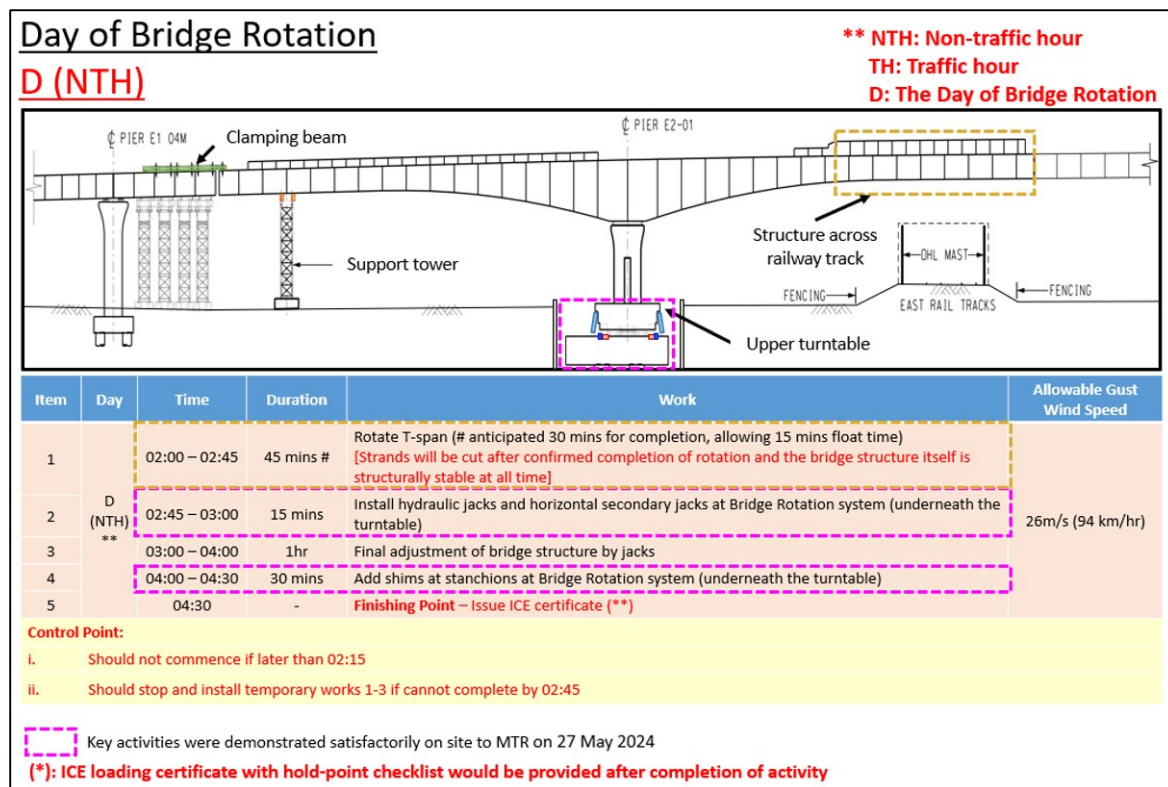 Day of Bridge Rotation
D (NTH)
** NTH: Non-traffic hour
TH: Traffic hour
D: The Day of Bridge Rotation
℄ PIER E1 04M
Clamping beam
℄ PIER E2-01
Support tower
Structure across
railway track
OHL MAST
FENCING
FENCING
EAST RAIL TRACKS
Upper turntable
Item Day Time Duration Work Allowable Gust
Wind Speed
1 02:00 – 02:45 45 mins # Rotate T-span (# anticipated 30 mins for completion, allowing 15 mins float time)
[Strands will be cut after confirmed completion of rotation and the bridge structure itself is
structurally stable at all time]
D
(NTH)
**
2 02:45 – 03:00 15 mins Install hydraulic jacks and horizontal secondary jacks at Bridge Rotation system (underneath the
turntable)
26m/s (94 km/hr)
3 03:00 – 04:00 1hr Final adjustment of bridge structure by jacks
4 04:00 – 04:30 30 mins Add shims at stanchions at Bridge Rotation system (underneath the turntable)
5 04:30 - Finishing Point – Issue ICE certificate (**)
Control Point:
i. Should not commence if later than 02:15
ii. Should stop and install temporary works 1-3 if cannot complete by 02:45
Key activities were demonstrated satisfactorily on site to MTR on 27 May 2024
(*): ICE loading certificate with hold-point checklist would be provided after completion of activity